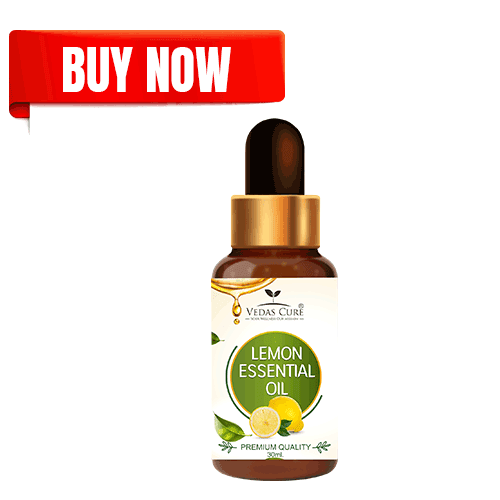 BUY NOW
VEDAS CURE®
LEMON
ESSENTIAL
OIL
PREMIUM QUALITY
30ml.